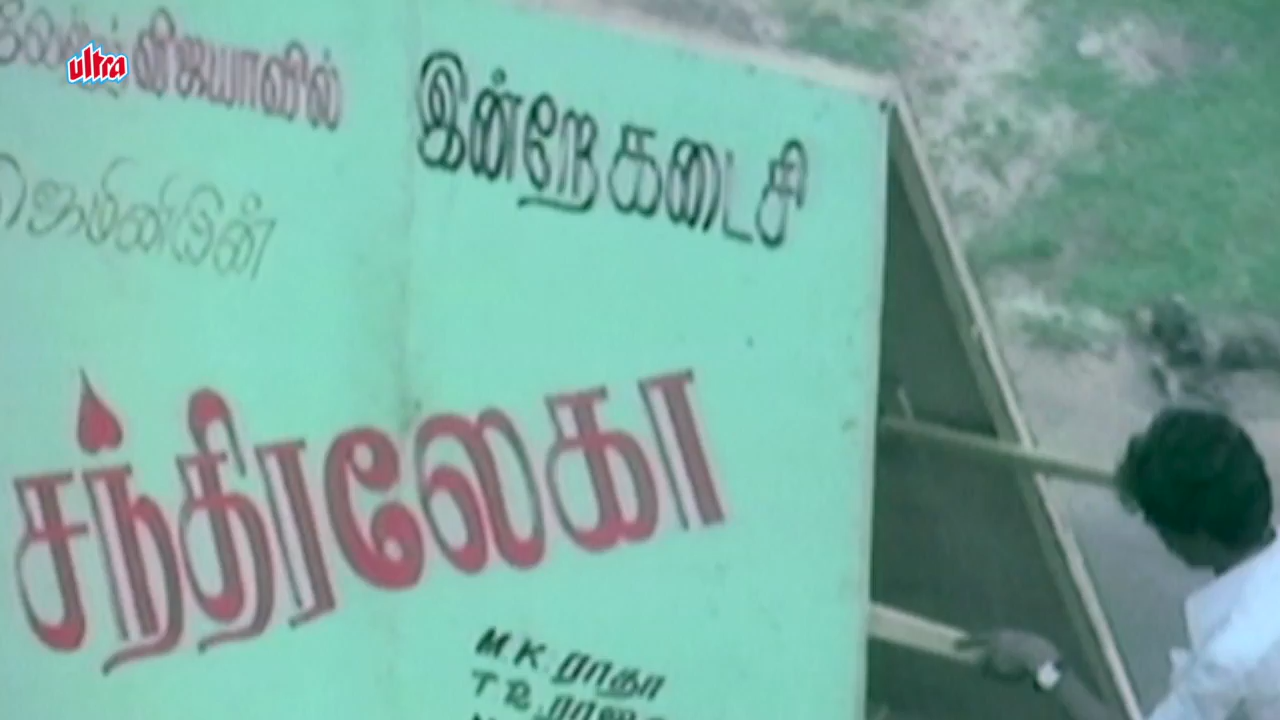 ultra
விஜயாவில்
இன்றே கடைசி
ஜெமினியின்
சந்திரலேகா
M.K. ராதா
T.R.